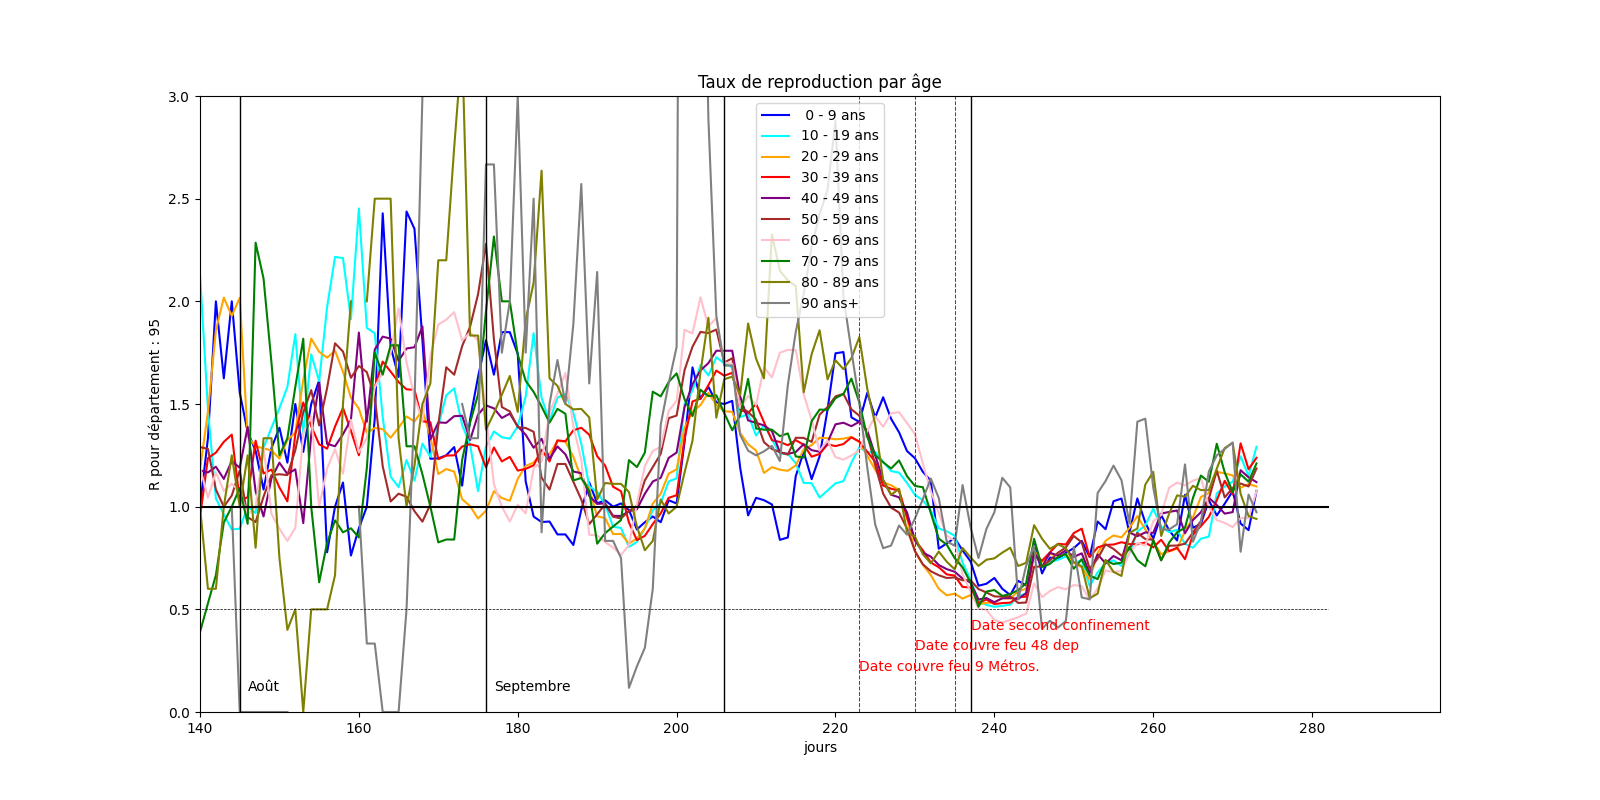 Taux de reproduction par âge
R pour département : 95
3.0
2.5
2.0
1.5
1.0
0.5
0.0
0 - 9 ans
10 - 19 ans
20 - 29 ans
30 - 39 ans
40 - 49 ans
50 - 59 ans
60 - 69 ans
70 - 79 ans
80 - 89 ans
90 ans+
Date second confinement
Date couvre feu 48 dep
Date couvre feu 9 Métros.
Août
Septembre
140
160
180
200
220
240
260
280
jours